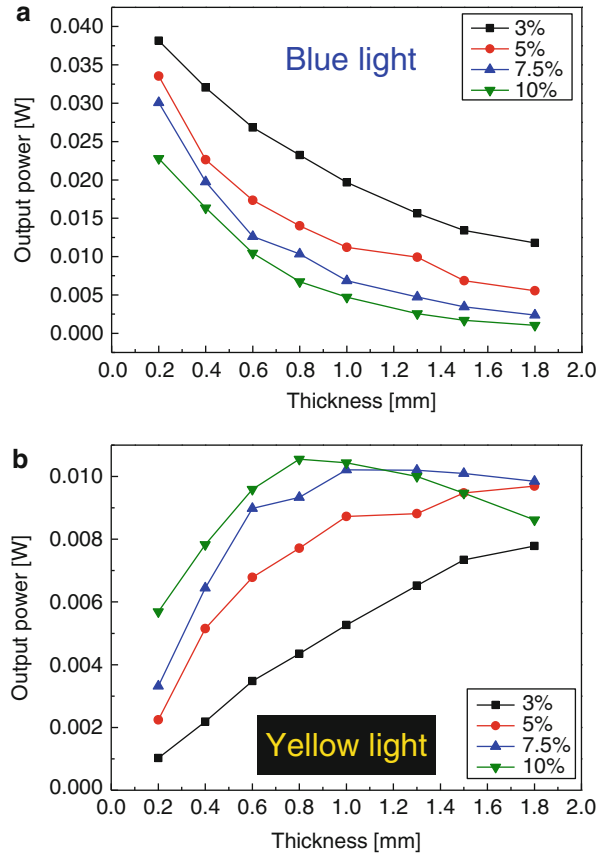 a
Output power [W]
0.040
0.035
0.030
0.025
0.020
0.015
0.010
0.005
0.000
Blue light
3%
5%
7.5%
10%
0.0 0.2 0.4 0.6 0.8 1.0 1.2 1.4 1.6 1.8 2.0
Thickness [mm]
b
Output power [W]
0.010
0.008
0.006
0.004
0.002
0.000
Yellow light
3%
5%
7.5%
10%
0.0 0.2 0.4 0.6 0.8 1.0 1.2 1.4 1.6 1.8 2.0
Thickness [mm]